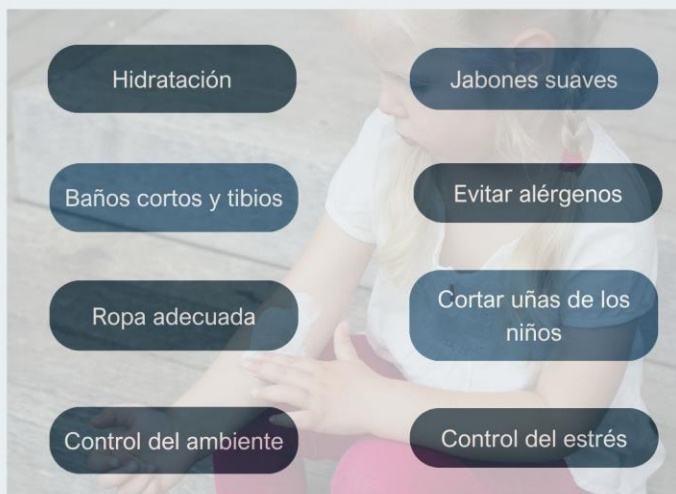 Hidratación
Jabones suaves
Baños cortos y tibios
Evitar alérgenos
Ropa adecuada
Cortar uñas de los
niños
Control del ambiente
Control del estrés